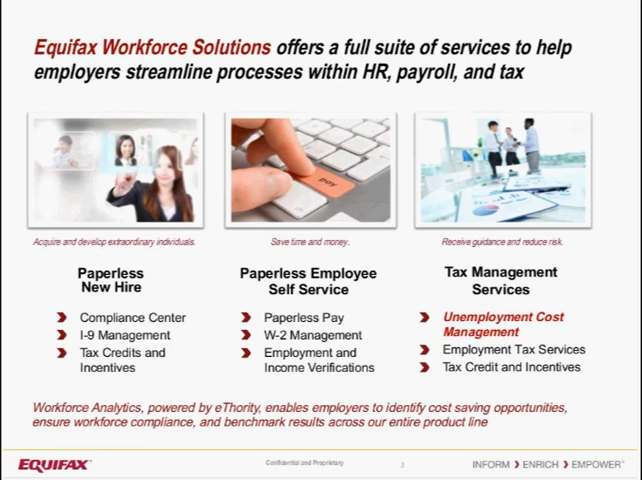 Equifax Workforce Solutions offers a full suite of services to help
employers streamline processes within HR, payroll, and tax
pay
Acquire and develop extraordinary individuals.
Save time and money.
Receive guidance and reduce risk.
Paperless
New Hire
Compliance Center
I-9 Management
Tax Credits and
Incentives
Paperless Employee
Self Service
Paperless Pay
W-2 Management
Employment and
Income Verifications
Tax Management
Services
Unemployment Cost
Management
Employment Tax Services
Tax Credit and Incentives
Workforce Analytics, powered by eThority, enables employers to identify cost saving opportunities,
ensure workforce compliance, and benchmark results across our entire product line
EQUIFAX
Confidential and Proprietary
3
INFORM ❯ ENRICH ❯ EMPOWER™